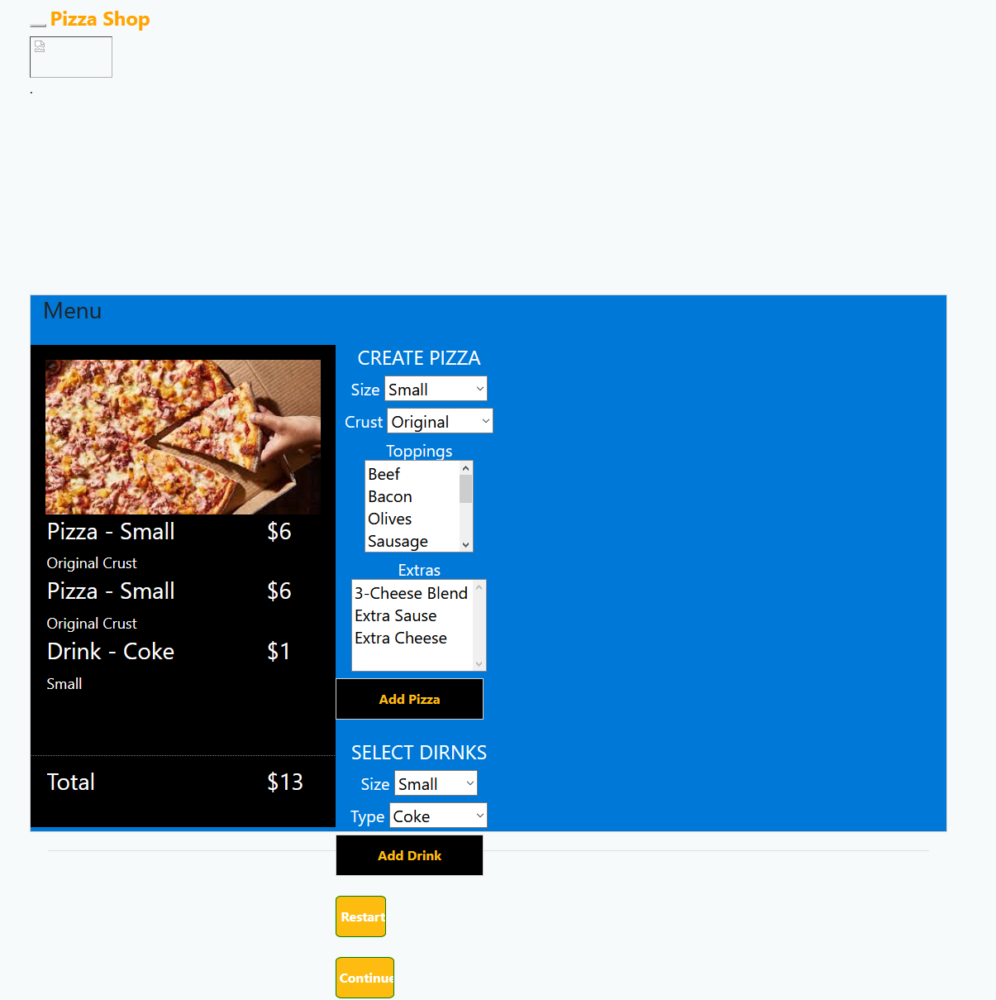 Pizza Shop
.
Menu
Pizza - Small $6
Original Crust
Pizza - Small $6
Original Crust
Drink - Coke $1
Small
Total $13
CREATE PIZZA
Size Small
Crust Original
Toppings
Beef
Bacon
Olives
Sausage
Extras
3-Cheese Blend
Extra Sause
Extra Cheese
Add Pizza
SELECT DIRNKS
Size Small
Type Coke
Add Drink
Restart
Continue